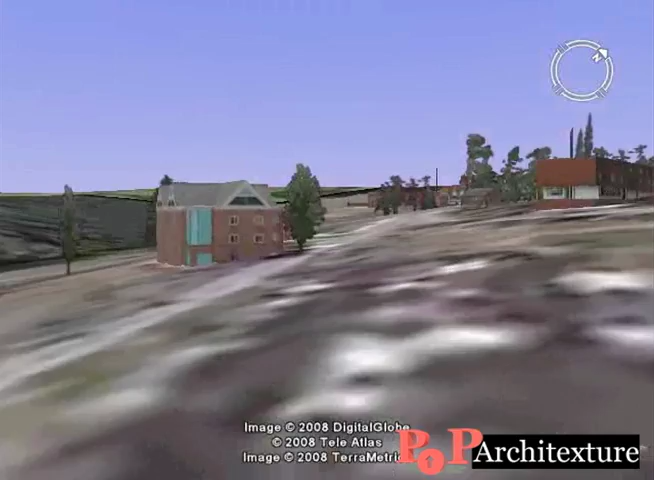 N
Image © 2008 DigitalGlobe
© 2008 Tele Atlas
Image © 2008 TerraMetrics
PoP Architexture